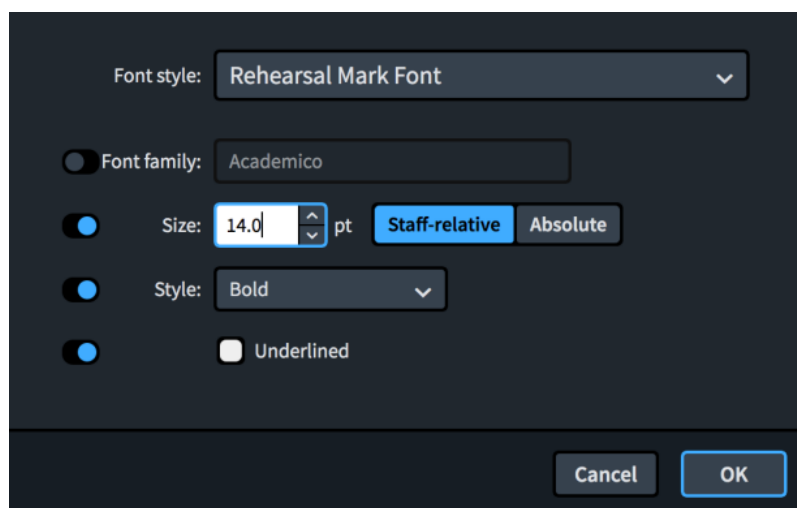 Font style: Rehearsal Mark Font
Font family: Academico
Size: 14.0 pt Staff-relative Absolute
Style: Bold
Underlined
Cancel OK